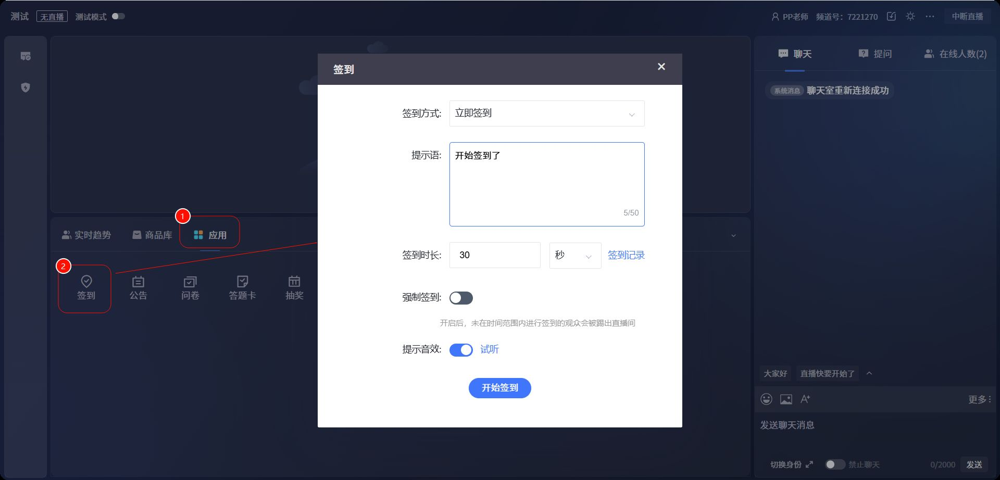 测试 无直播 测试模式
PP老师 频道号：7221270 中断直播
聊天 提问 在线人数(2)
系统消息 聊天室重新连接成功
签到
签到方式: 立即签到
提示语: 开始签到了
5/50
签到时长: 30 秒 签到记录
强制签到:
开启后，未在时间范围内进行签到的观众会被踢出直播间
提示音效: 试听
开始签到
1
实时趋势 商品库 应用
2
签到 公告 问卷 答题卡 抽奖
大家好 直播快要开始了
A+ 更多
发送聊天消息
切换身份 禁止聊天 0/2000 发送